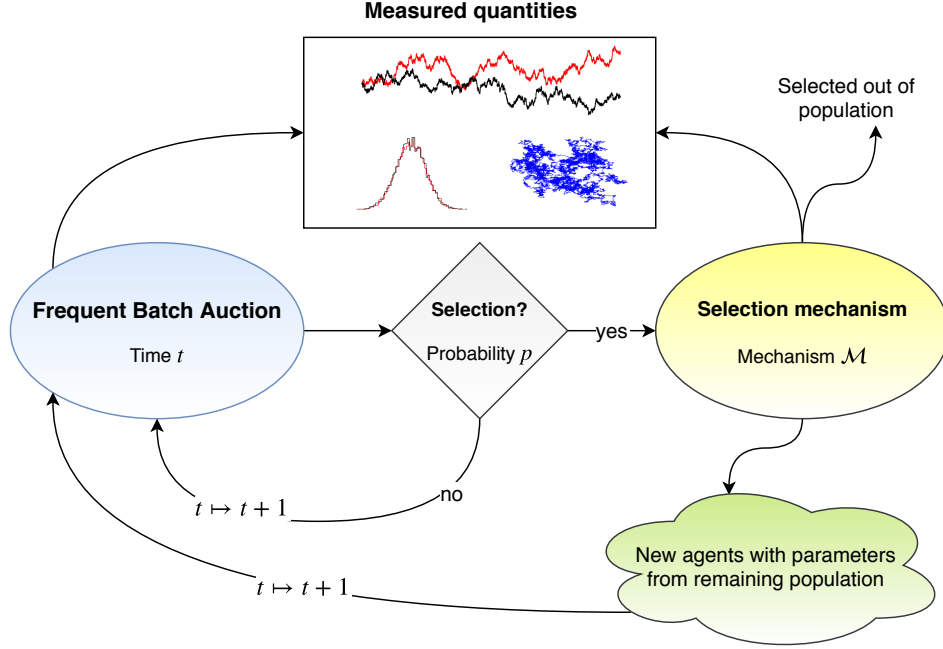 Measured quantities
Selected out of
population
Frequent Batch Auction
Time t
Selection?
Probability p
yes
Selection mechanism
Mechanism ℳ
no
t ↦ t + 1
New agents with parameters
from remaining population
t ↦ t + 1